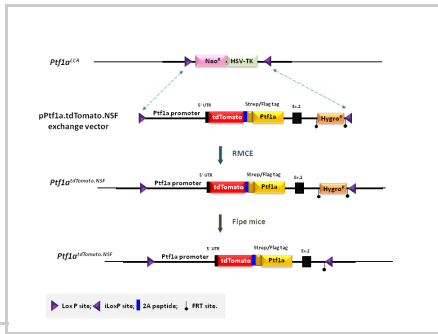 Ptf1a^LCA
Neo^R HSV-TK
pPtf1a.tdTomato.NSF
exchange vector
5' UTR Strep/Flag tag Ex.2
Ptf1a promoter tdTomato Ptf1a Hygro^R
RMCE
Ptf1a^tdTomato.NSF
5' UTR Strep/Flag tag Ex.2
Ptf1a promoter tdTomato Ptf1a Hygro^R
Flpe mice
Ptf1a^tdTomato.NSF
5' UTR Strep/Flag tag Ex.2
Ptf1a promoter tdTomato Ptf1a
Lox P site; iLoxP site; 2A peptide; FRT site.